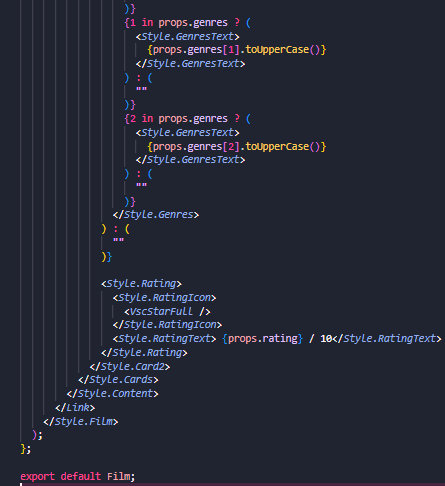 )}
{1 in props.genres ? (
<Style.GenresText>
{props.genres[1].toUpperCase()}
</Style.GenresText>
) : (
""
)}
{2 in props.genres ? (
<Style.GenresText>
{props.genres[2].toUpperCase()}
</Style.GenresText>
) : (
""
)}
</Style.Genres>
) : (
""
)}
<Style.Rating>
<Style.RatingIcon>
<VscStarFull />
</Style.RatingIcon>
<Style.RatingText> {props.rating} / 10</Style.RatingText>
</Style.Rating>
</Style.Card2>
</Style.Cards>
</Style.Content>
</Link>
</Style.Film>
);
};
export default Film;